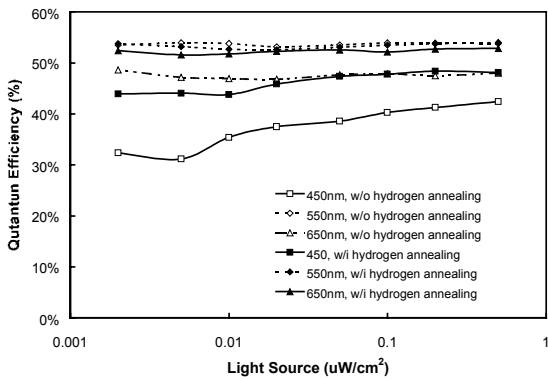 60%
50%
40%
30%
20%
10%
0%
Qutantun Efficiency (%)
450nm, w/o hydrogen annealing
550nm, w/o hydrogen annealing
650nm, w/o hydrogen annealing
450, w/i hydrogen annealing
550nm, w/i hydrogen annealing
650nm, w/i hydrogen annealing
0.001 0.01 0.1 1
Light Source (uW/cm²)